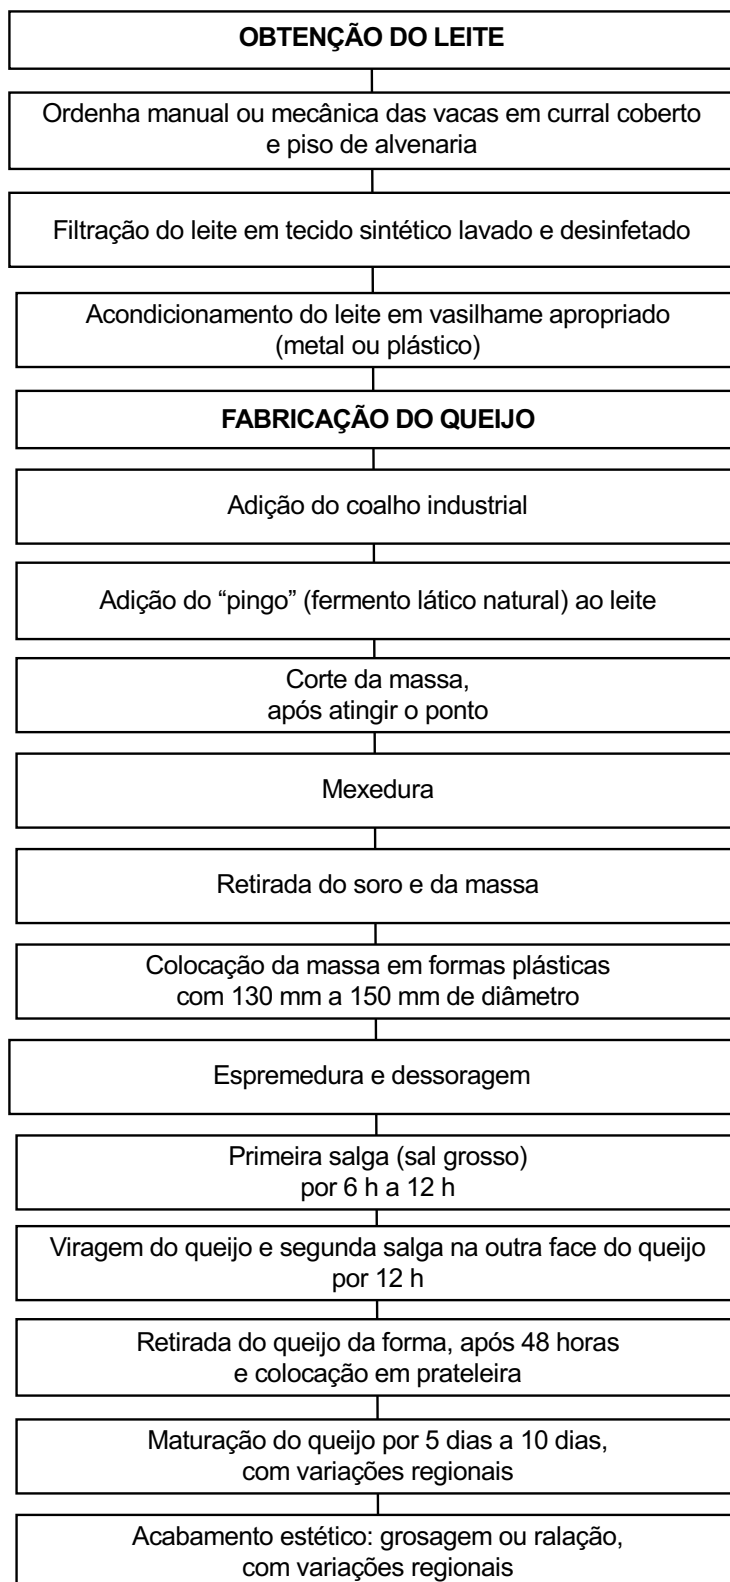 OBTENÇÃO DO LEITE
Ordenha manual ou mecânica das vacas em curral coberto
e piso de alvenaria
Filtração do leite em tecido sintético lavado e desinfetado
Acondicionamento do leite em vasilhame apropriado
(metal ou plástico)
FABRICAÇÃO DO QUEIJO
Adição do coalho industrial
Adição do “pingo” (fermento lático natural) ao leite
Corte da massa,
após atingir o ponto
Mexedura
Retirada do soro e da massa
Colocação da massa em formas plásticas
com 130 mm a 150 mm de diâmetro
Espremedura e dessoragem
Primeira salga (sal grosso)
por 6 h a 12 h
Viragem do queijo e segunda salga na outra face do queijo
por 12 h
Retirada do queijo da forma, após 48 horas
e colocação em prateleira
Maturação do queijo por 5 dias a 10 dias,
com variações regionais
Acabamento estético: grosagem ou ralação,
com variações regionais